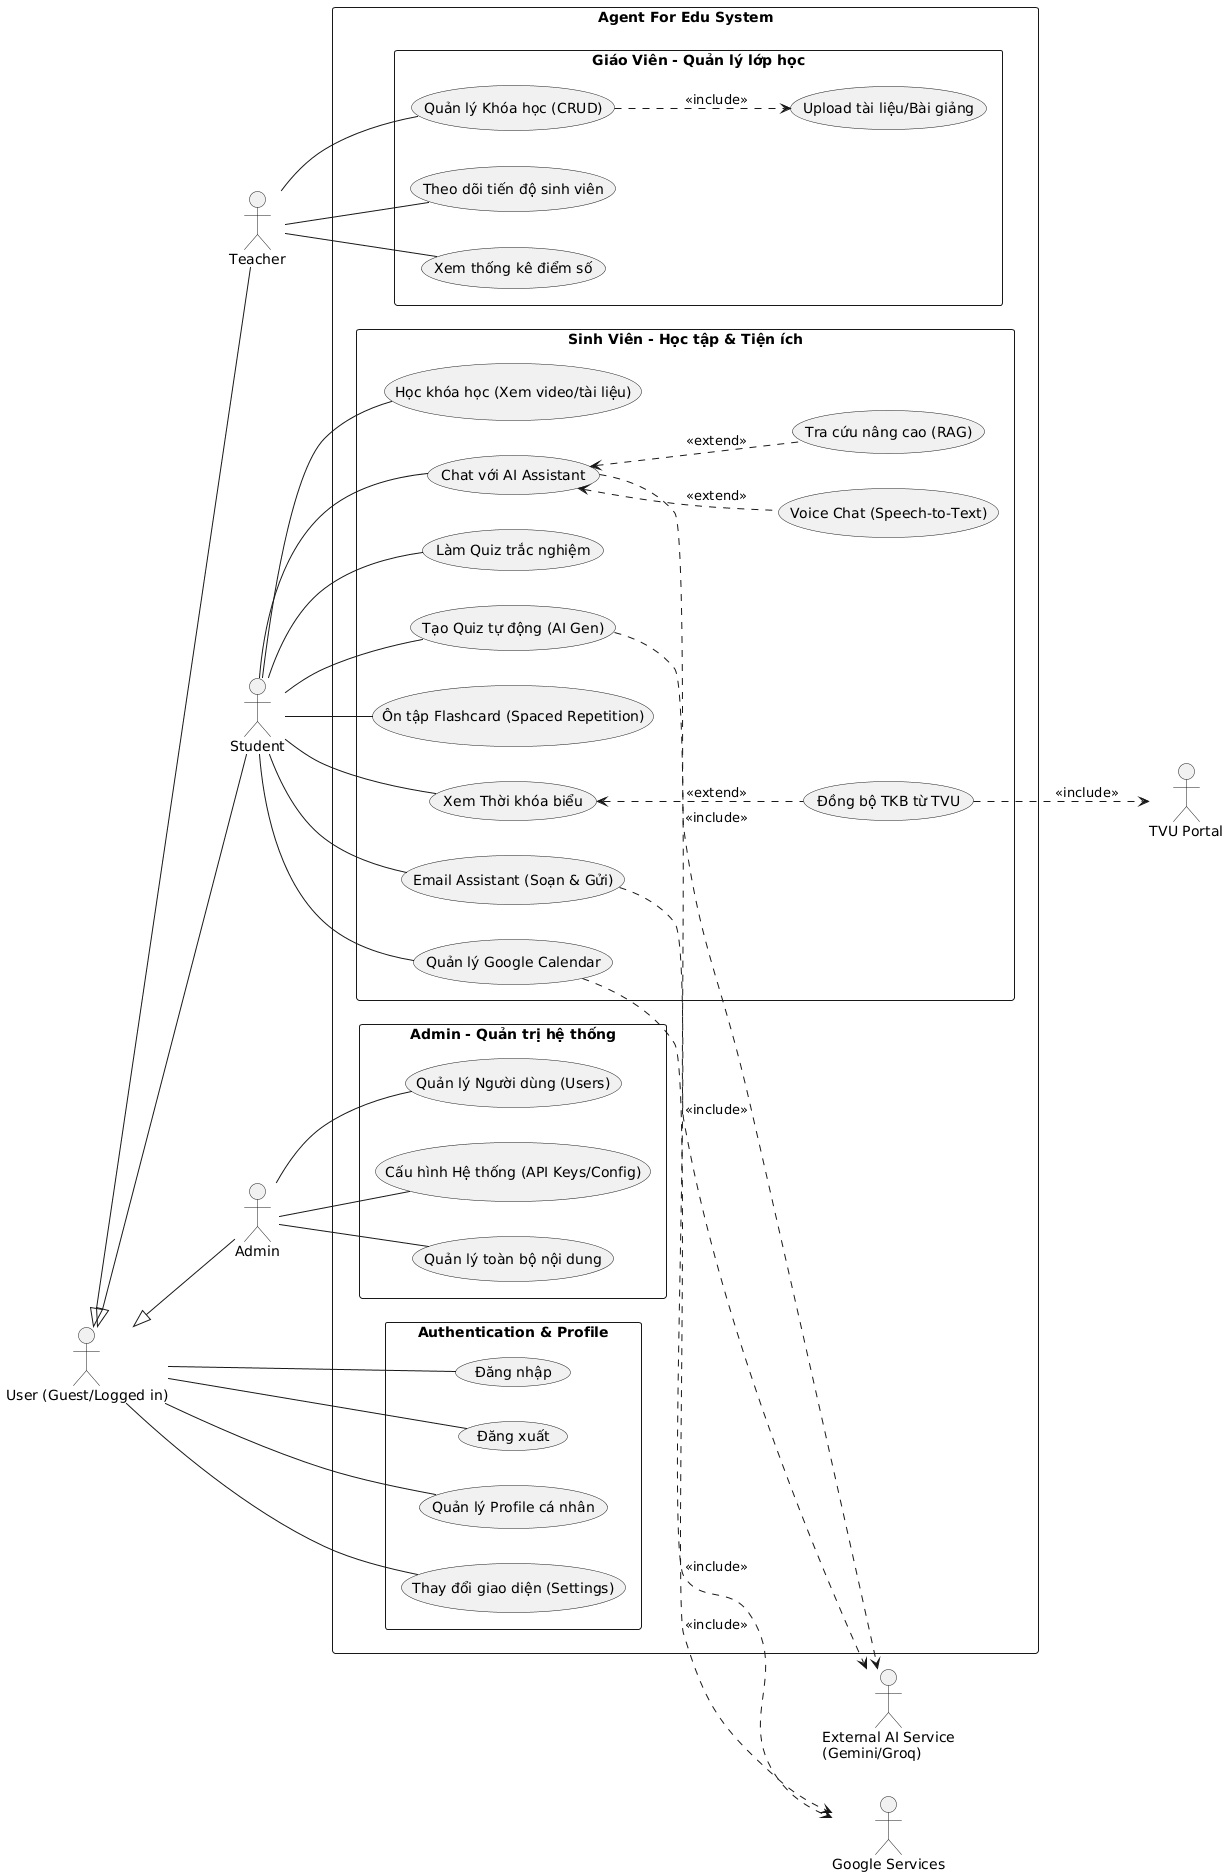 Agent For Edu System
Giáo Viên - Quản lý lớp học
Quản lý Khóa học (CRUD)
«include»
Upload tài liệu/Bài giảng
Theo dõi tiến độ sinh viên
Xem thống kê điểm số
Teacher
Sinh Viên - Học tập & Tiện ích
Học khóa học (Xem video/tài liệu)
Tra cứu nâng cao (RAG)
«extend»
Chat với AI Assistant
«extend»
Voice Chat (Speech-to-Text)
Làm Quiz trắc nghiệm
Tạo Quiz tự động (AI Gen)
Ôn tập Flashcard (Spaced Repetition)
Student
Xem Thời khóa biểu
«extend»
Đồng bộ TKB từ TVU
«include»
TVU Portal
«include»
Email Assistant (Soạn & Gửi)
Quản lý Google Calendar
Admin - Quản trị hệ thống
Quản lý Người dùng (Users)
«include»
Cấu hình Hệ thống (API Keys/Config)
Quản lý toàn bộ nội dung
Admin
Authentication & Profile
Đăng nhập
User (Guest/Logged in)
Đăng xuất
Quản lý Profile cá nhân
«include»
Thay đổi giao diện (Settings)
«include»
External AI Service
(Gemini/Groq)
Google Services